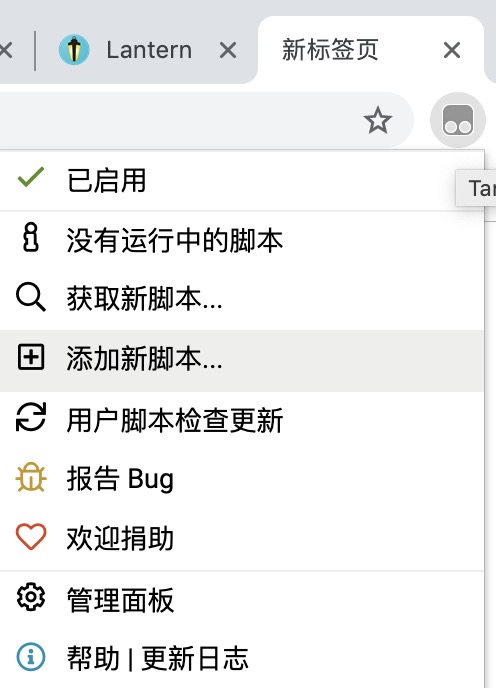 Lantern
新标签页
已启用
Tar
没有运行中的脚本
获取新脚本...
添加新脚本...
用户脚本检查更新
报告 Bug
欢迎捐助
管理面板
帮助 | 更新日志